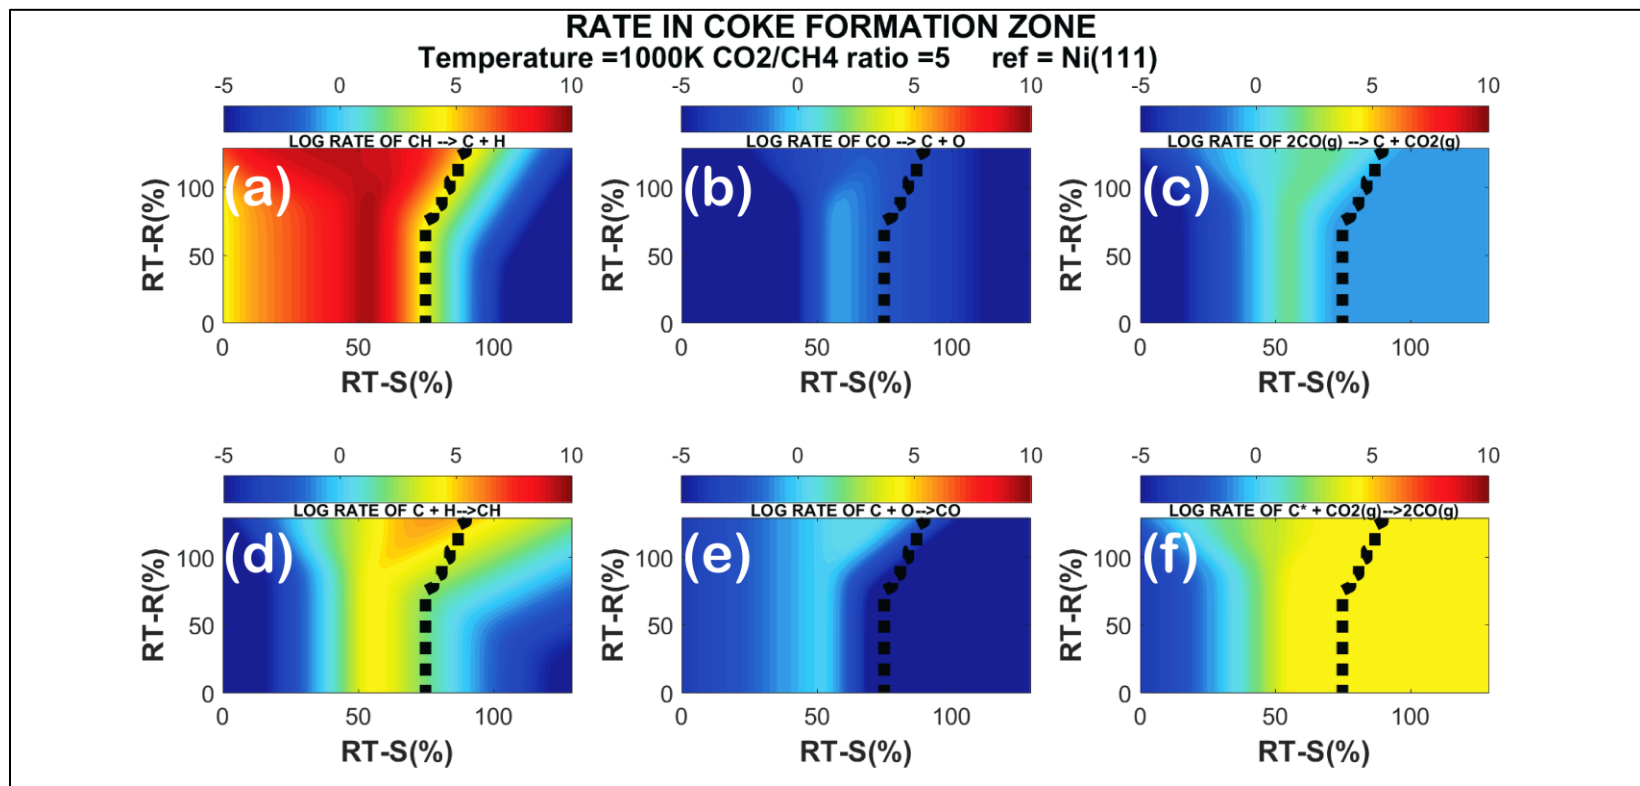 RATE IN COKE FORMATION ZONE
Temperature =1000K CO2/CH4 ratio =5 ref = Ni(111)
-5 0 5 10
-5 0 5 10
-5 0 5 10
LOG RATE OF CH --> C + H
LOG RATE OF CO --> C + O
LOG RATE OF 2CO(g) --> C + CO2(g)
(a)
(b)
(c)
RT-R(%)
100
50
0
RT-R(%)
100
50
0
RT-R(%)
100
50
0
0 50 100
0 50 100
0 50 100
RT-S(%)
RT-S(%)
RT-S(%)
-5 0 5 10
-5 0 5 10
-5 0 5 10
LOG RATE OF C + H-->CH
LOG RATE OF C + O-->CO
LOG RATE OF C* + CO2(g)-->2CO(g)
(d)
(e)
(f)
RT-R(%)
100
50
0
RT-R(%)
100
50
0
RT-R(%)
100
50
0
0 50 100
0 50 100
0 50 100
RT-S(%)
RT-S(%)
RT-S(%)